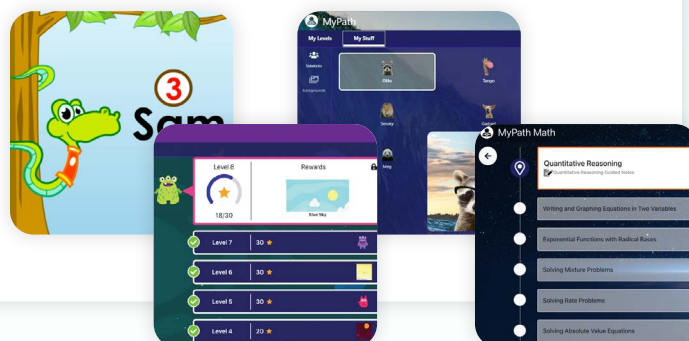 3
Sam
MyPath
My Levels My Stuff
Sidekicks
Backgrounds
Otto
Tango
Smoky
Gadget
Meg
Level 8
Rewards
18/30
Blue Sky
Level 7 30
Level 6 30
Level 5 30
Level 4 20
MyPath Math
Quantitative Reasoning
Quantitative Reasoning Guided Notes
Writing and Graphing Equations in Two Variables
Exponential Functions with Radical Bases
Solving Mixture Problems
Solving Rate Problems
Solving Absolute Value Equations